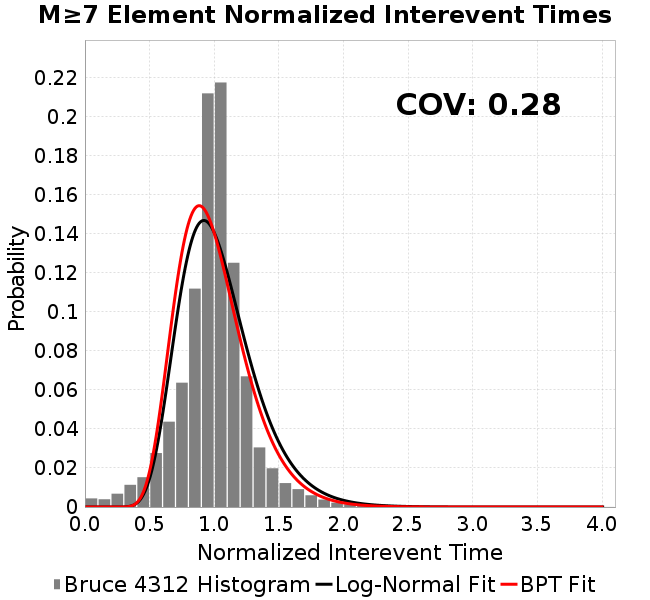 M≥7 Element Normalized Interevent Times
COV: 0.28
Probability
0.22
0.2
0.18
0.16
0.14
0.12
0.1
0.08
0.06
0.04
0.02
0
0.0 0.5 1.0 1.5 2.0 2.5 3.0 3.5 4.0
Normalized Interevent Time
Bruce 4312 Histogram Log-Normal Fit BPT Fit